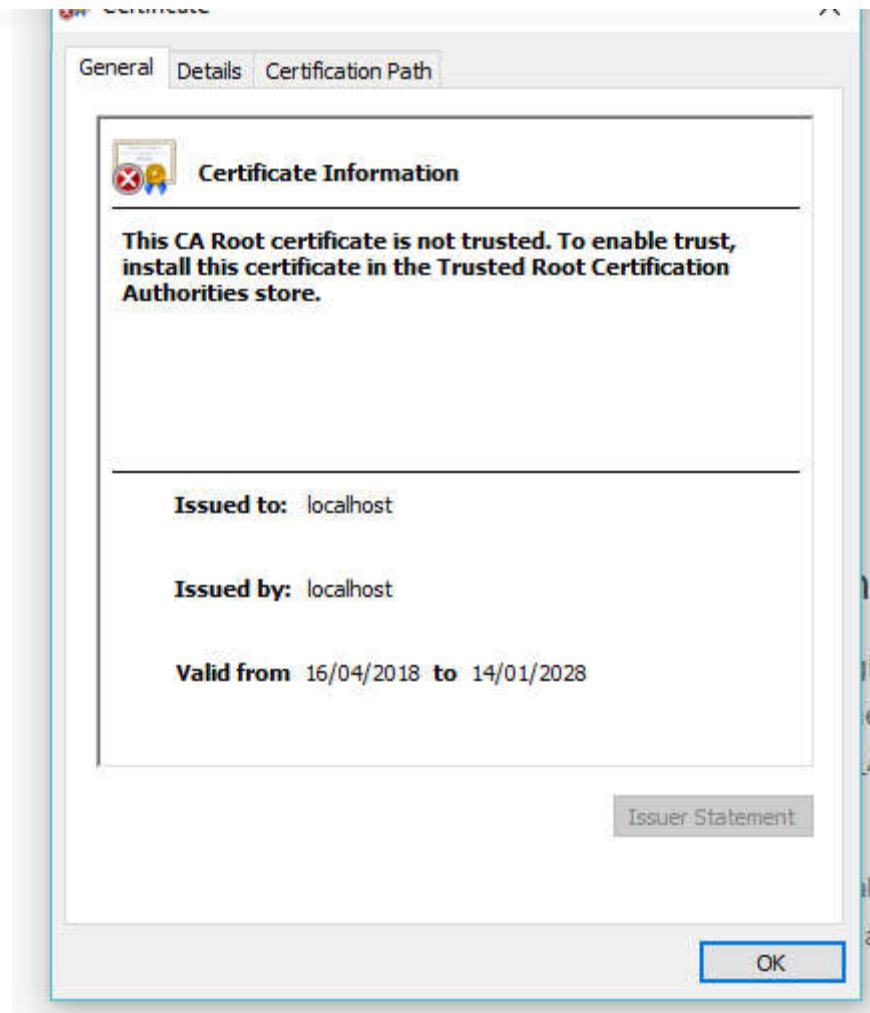 Certificate
General Details Certification Path
Certificate Information
This CA Root certificate is not trusted. To enable trust,
install this certificate in the Trusted Root Certification
Authorities store.
Issued to: localhost
Issued by: localhost
Valid from 16/04/2018 to 14/01/2028
Issuer Statement
OK